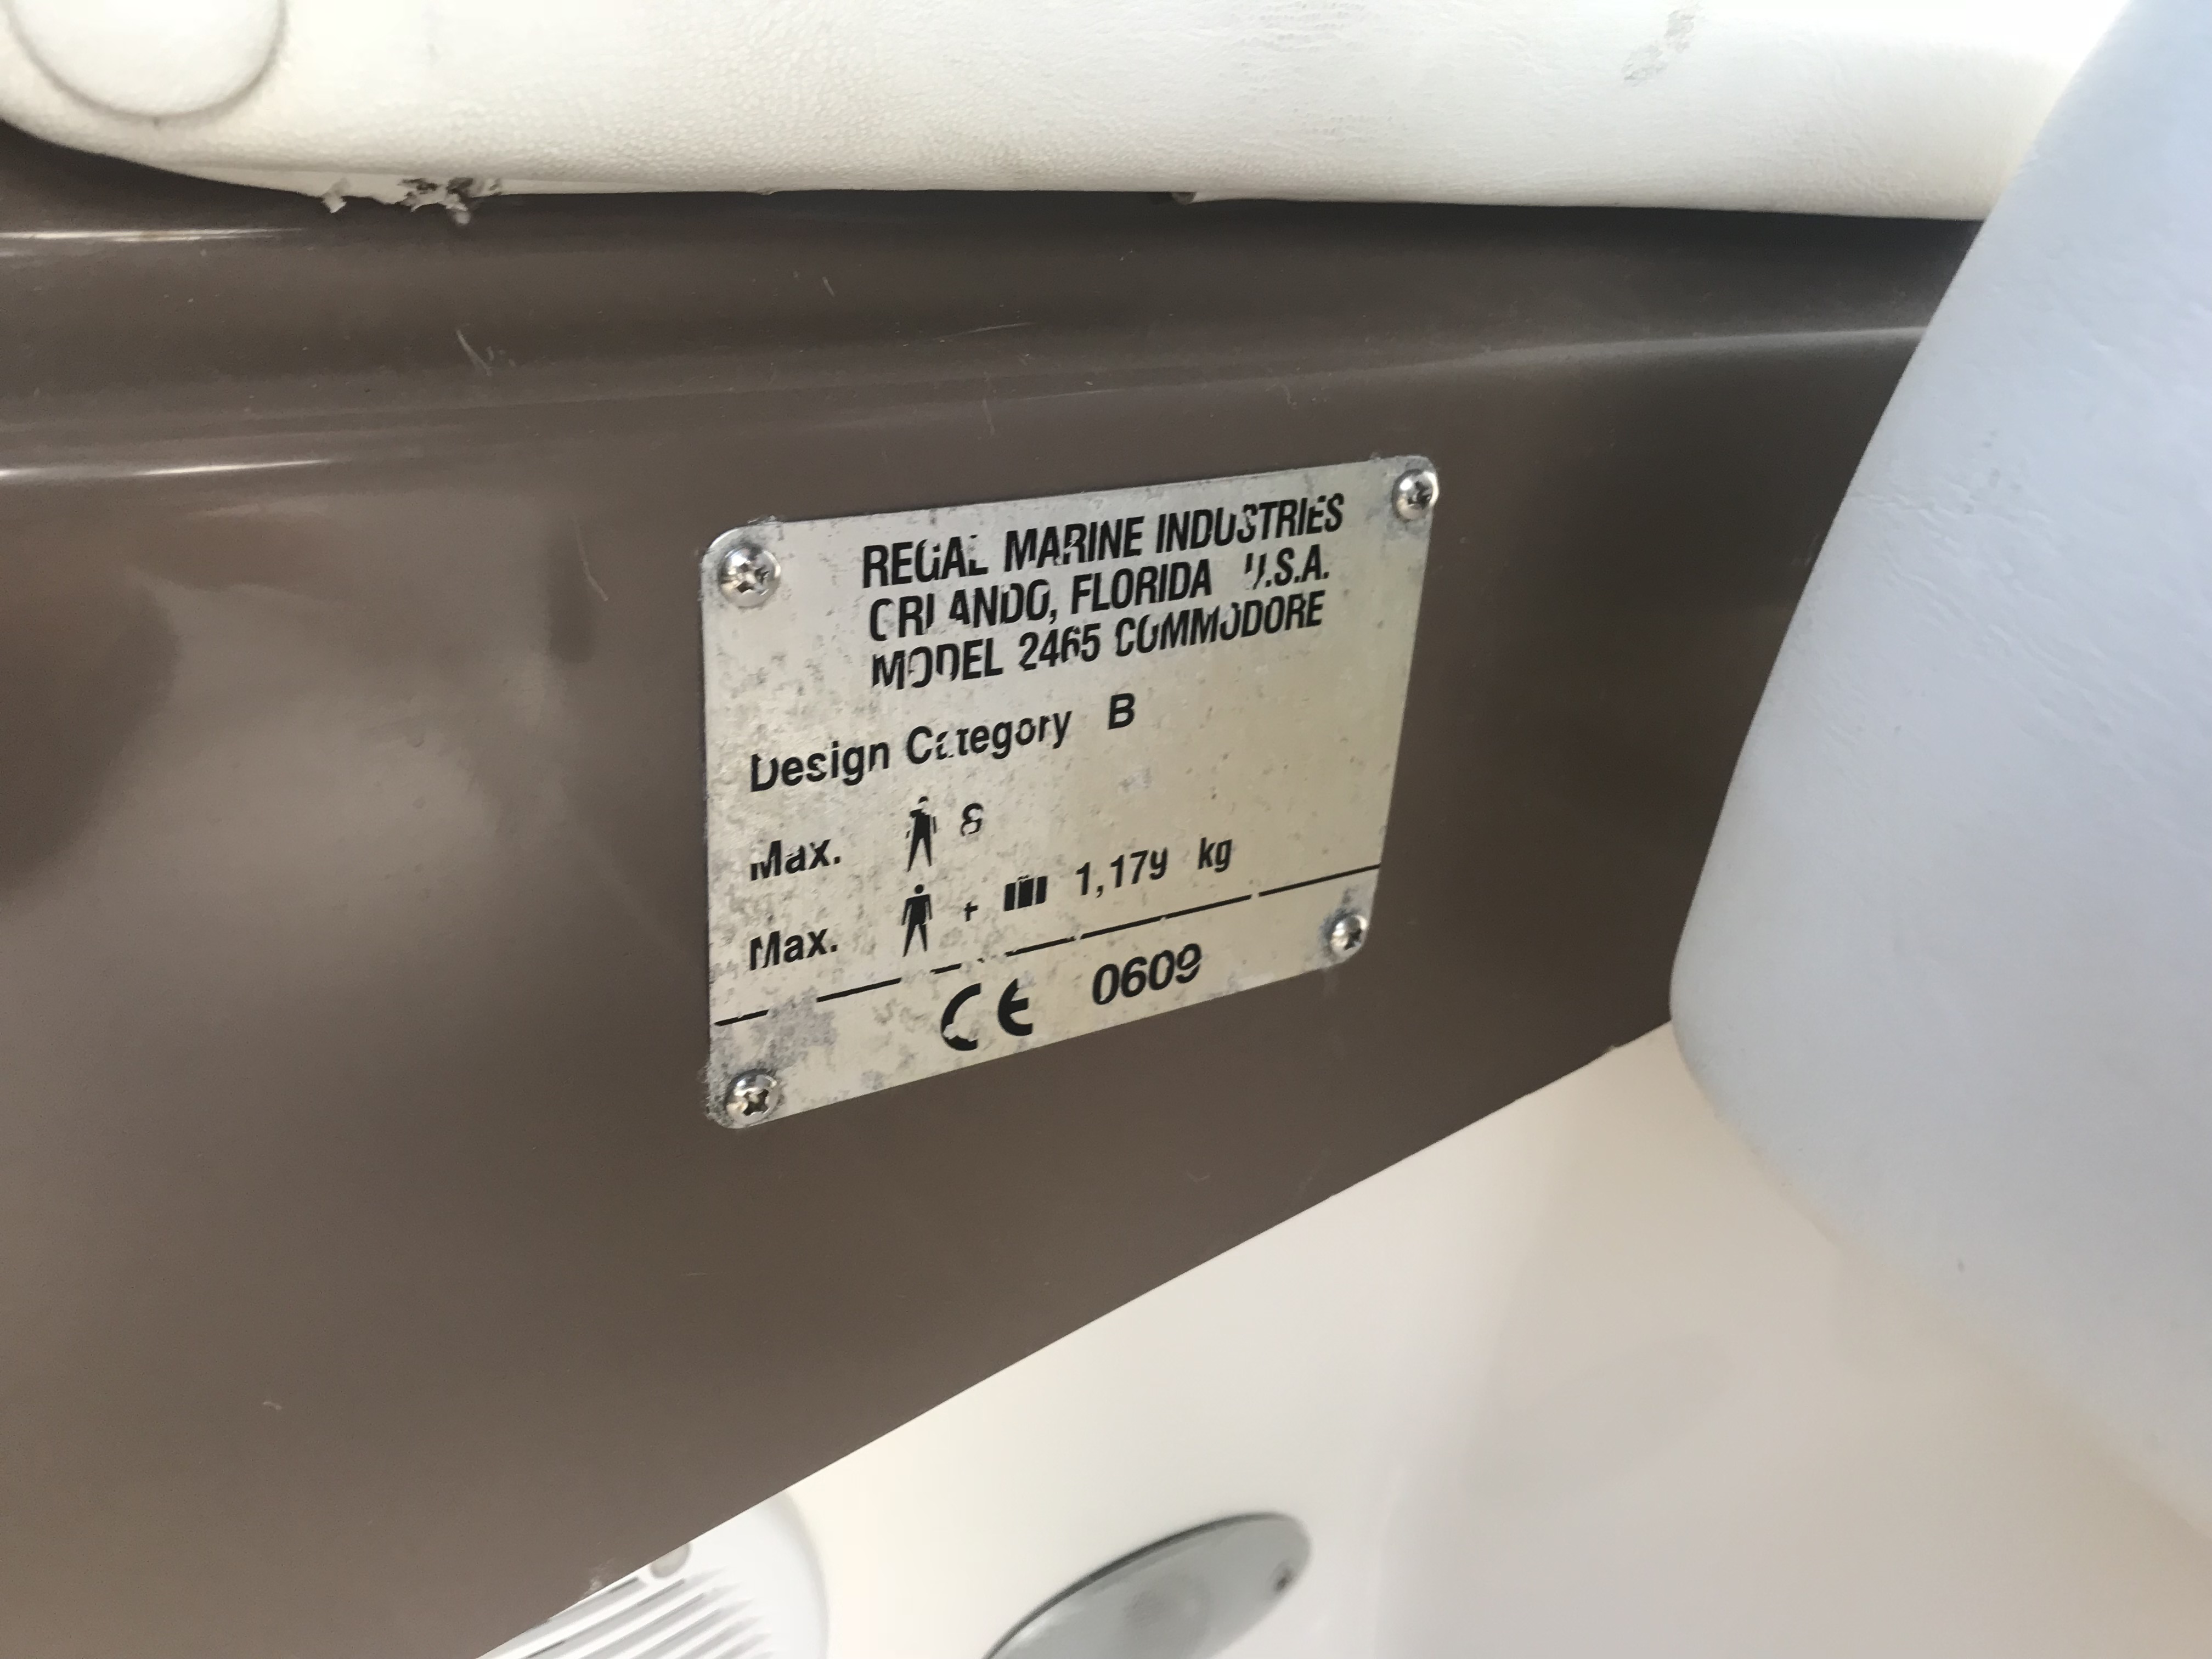 REGAL MARINE INDUSTRIES
ORLANDO, FLORIDA U.S.A.
MODEL 2465 COMMODORE
Design Category B
Max. 8
Max. + 1,179 kg
CE 0609